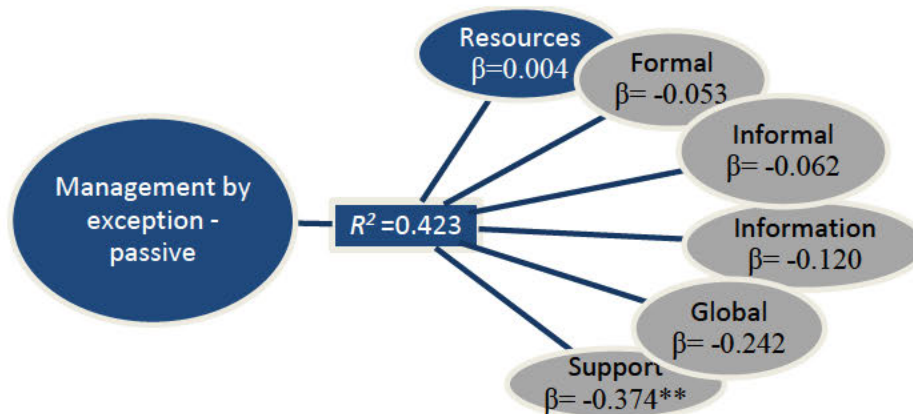 Resources
β=0.004
Formal
β= -0.053
Informal
β= -0.062
Management by
exception -
passive
R² =0.423
Information
β= -0.120
Global
β= -0.242
Support
β= -0.374**